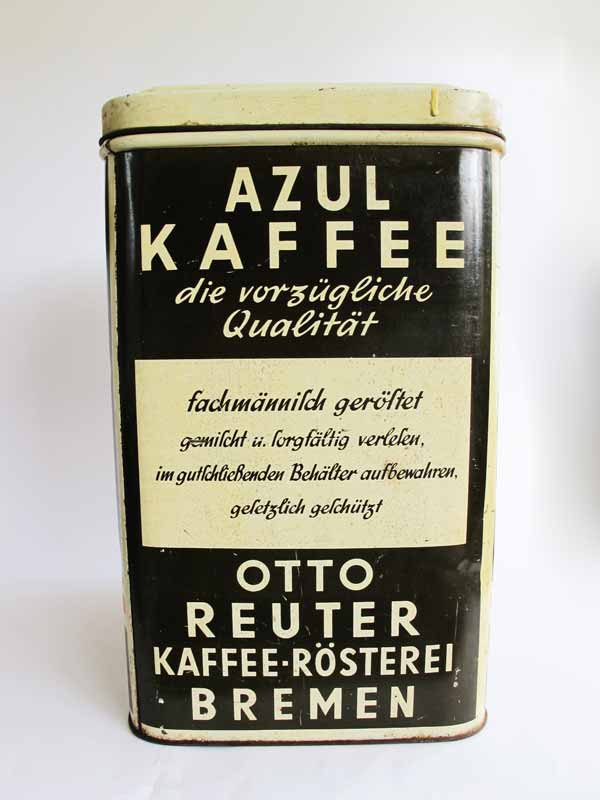 AZUL
KAFFEE
die vorzügliche
Qualität
fachmänniſch geröſtet
gemiſcht u. ſorgfältig verleſen,
im gutſchließenden Behälter aufbewahren,
geſetzlich geſchützt
OTTO
REUTER
KAFFEE-RÖSTEREI
BREMEN